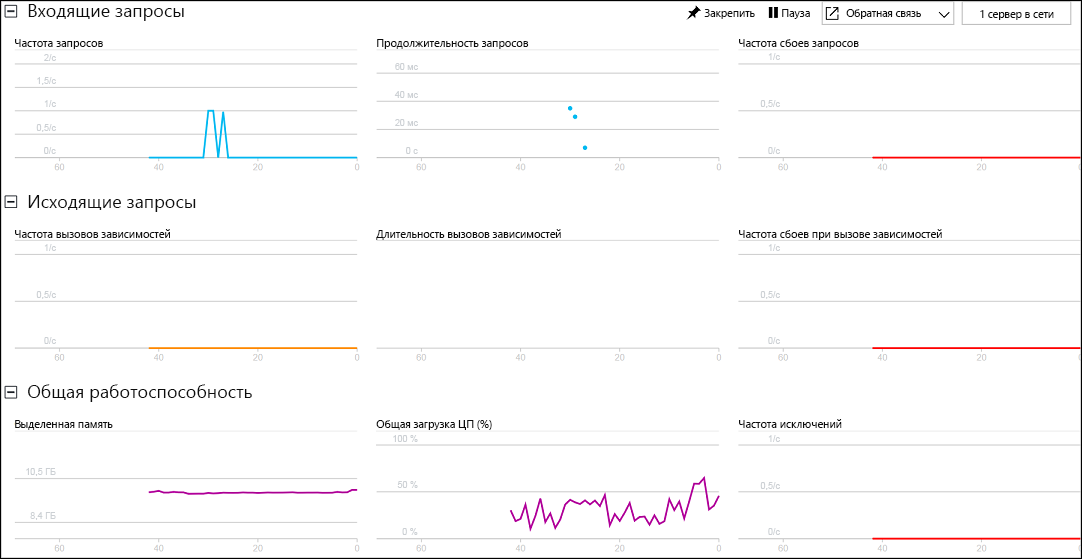 Входящие запросы
Закрепить
Пауза
Обратная связь
1 сервер в сети
Частота запросов
2/с
1,5/с
1/с
0,5/с
0/с
60 40 20 0
Продолжительность запросов
60 мс
40 мс
20 мс
0 с
60 40 20 0
Частота сбоев запросов
1/с
0,5/с
0/с
60 40 20 0
Исходящие запросы
Частота вызовов зависимостей
1/с
0,5/с
0/с
60 40 20 0
Длительность вызовов зависимостей
60 40 20 0
Частота сбоев при вызове зависимостей
1/с
0,5/с
0/с
60 40 20 0
Общая работоспособность
Выделенная память
10,5 ГБ
8,4 ГБ
60 40 20 0
Общая загрузка ЦП (%)
100 %
50 %
0 %
60 40 20 0
Частота исключений
1/с
0,5/с
0/с
60 40 20 0